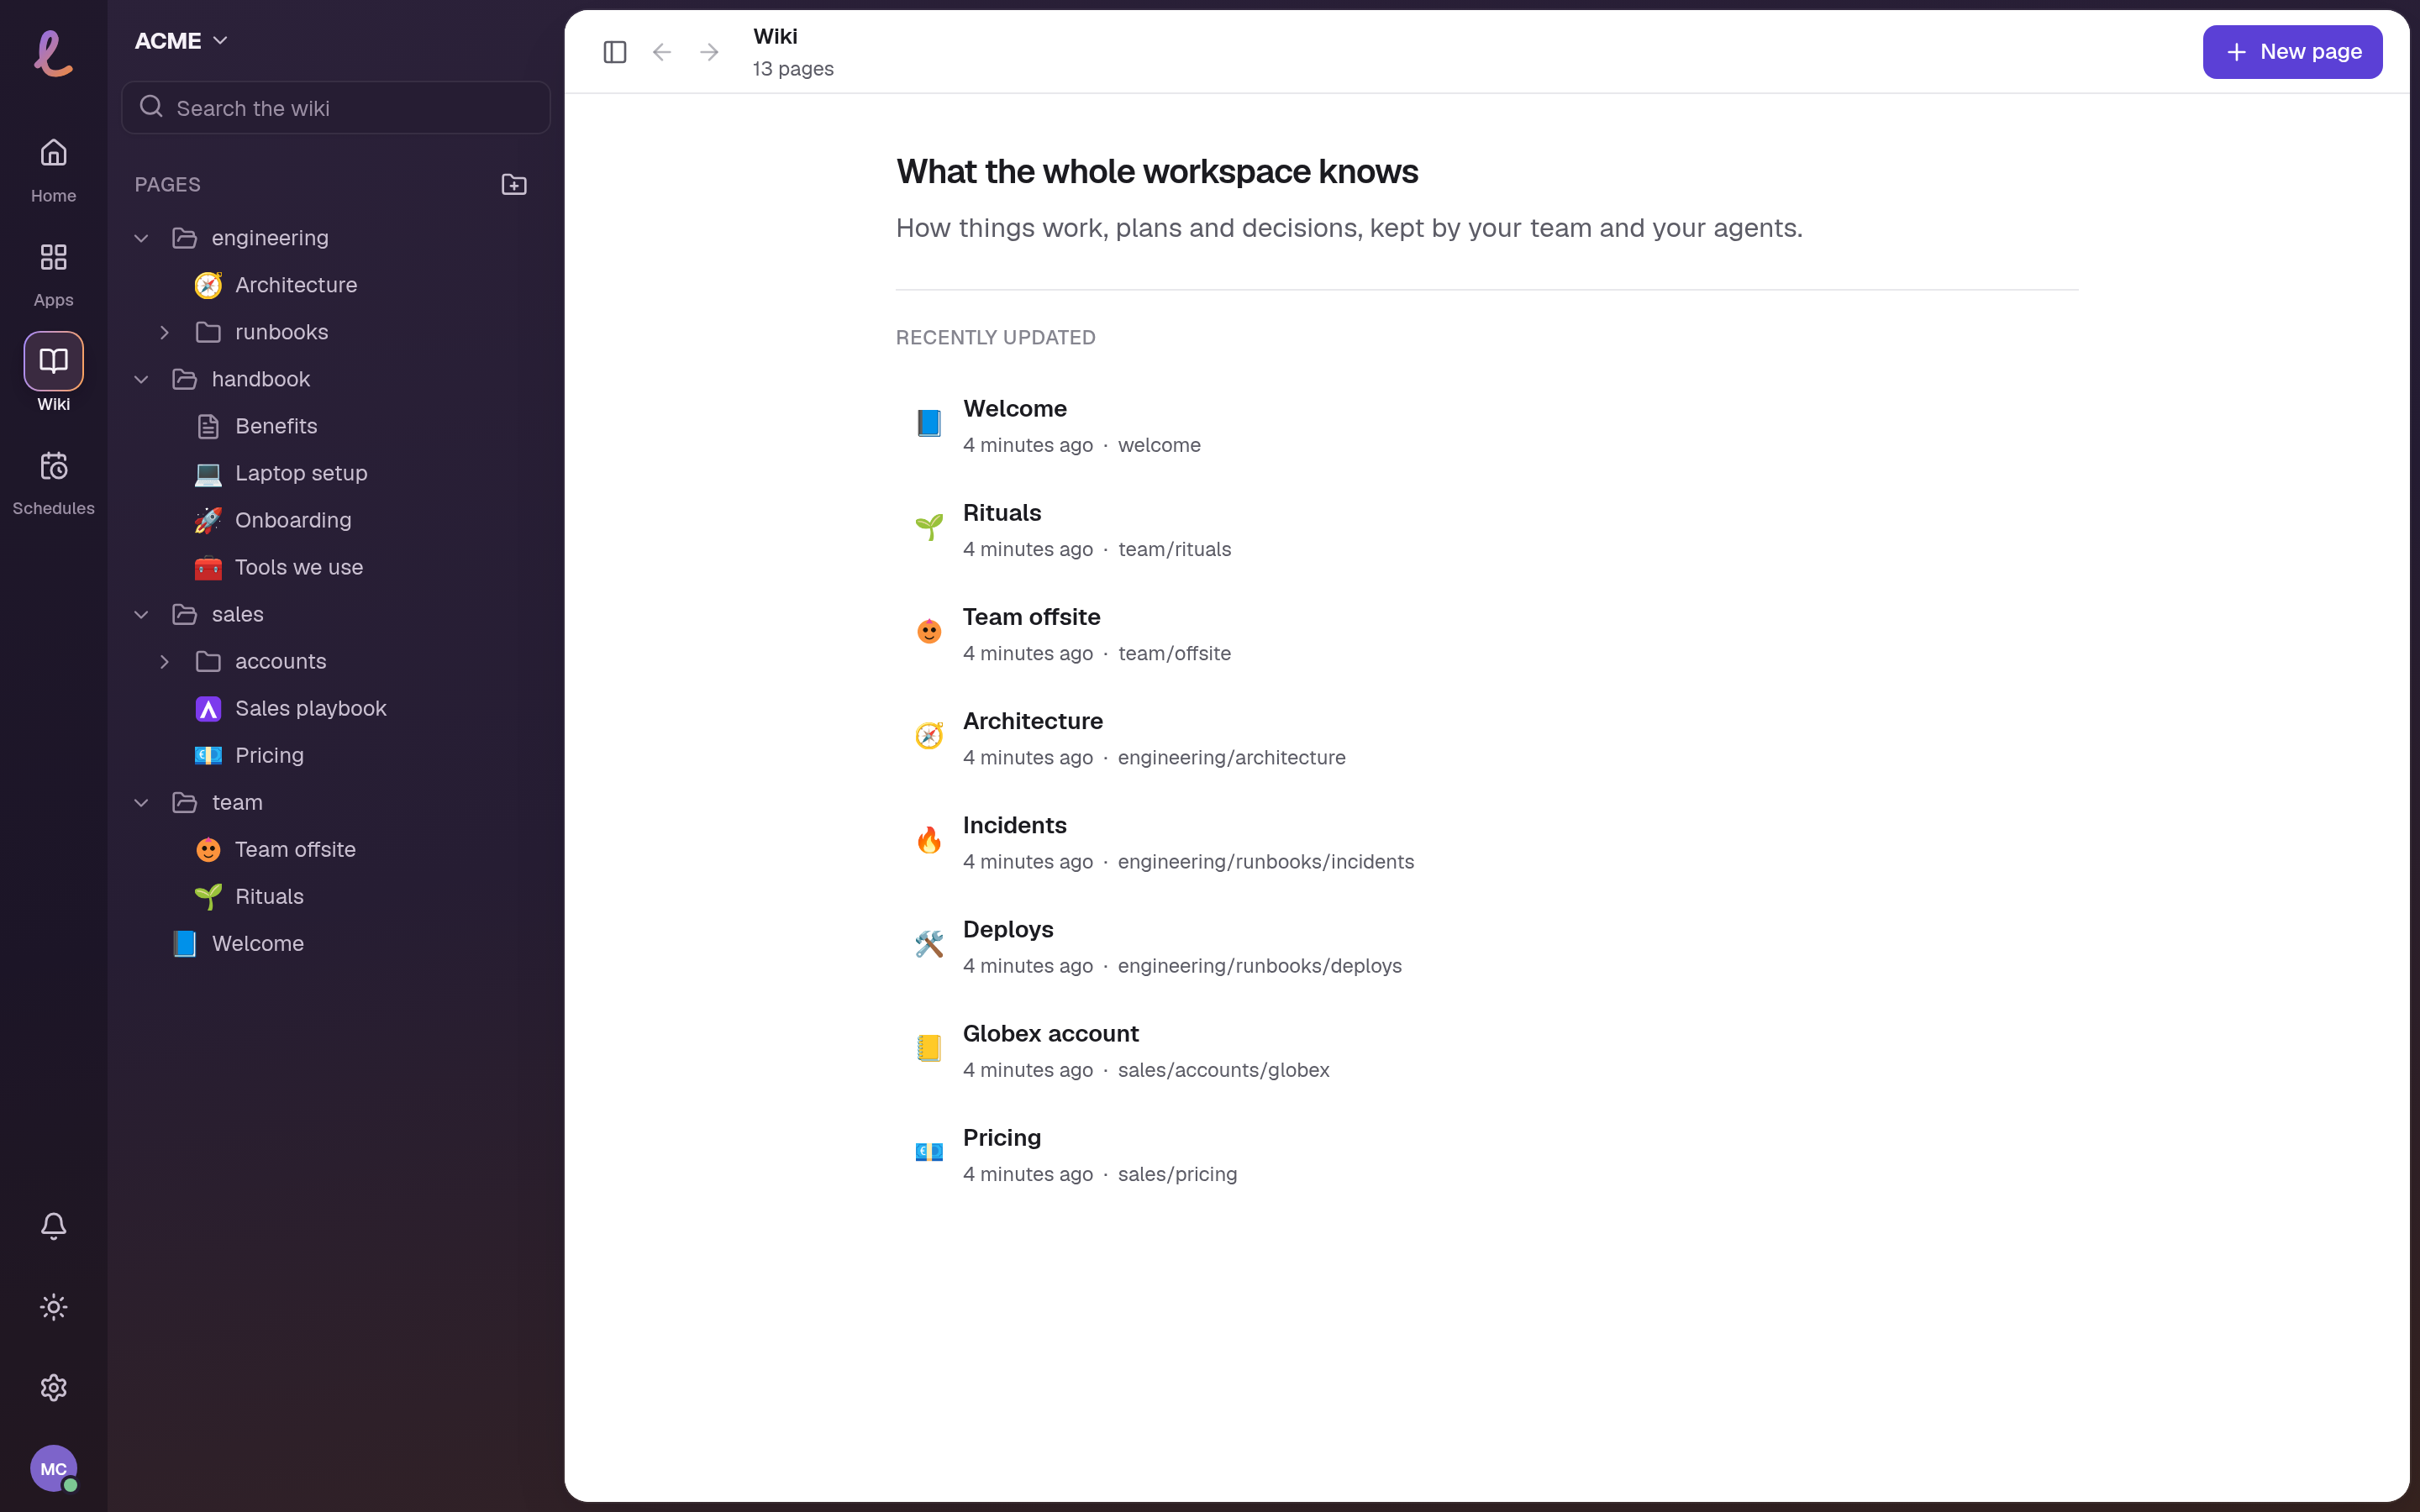 ACME
Search the wiki
PAGES
engineering
Architecture
runbooks
handbook
Benefits
Laptop setup
Onboarding
Tools we use
sales
accounts
Sales playbook
Pricing
team
Team offsite
Rituals
Welcome
Home
Apps
Wiki
Schedules
MC
Wiki
13 pages
New page
What the whole workspace knows
How things work, plans and decisions, kept by your team and your agents.
RECENTLY UPDATED
Welcome
4 minutes ago · welcome
Rituals
4 minutes ago · team/rituals
Team offsite
4 minutes ago · team/offsite
Architecture
4 minutes ago · engineering/architecture
Incidents
4 minutes ago · engineering/runbooks/incidents
Deploys
4 minutes ago · engineering/runbooks/deploys
Globex account
4 minutes ago · sales/accounts/globex
Pricing
4 minutes ago · sales/pricing